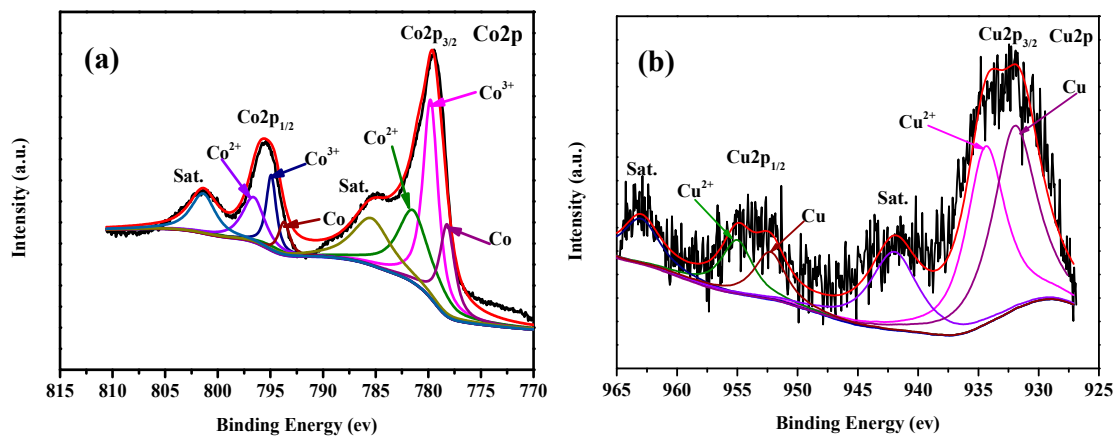 (a)
Co2p3/2
Co2p
Co³⁺
Co2p1/2
Co²⁺
Co²⁺
Co³⁺
Sat.
Sat.
Co
Co
Intensity (a.u.)
815 810 805 800 795 790 785 780 775 770
Binding Energy (ev)
(b)
Cu2p3/2
Cu2p
Cu
Cu²⁺
Sat.
Cu2p1/2
Cu²⁺
Cu
Sat.
Intensity (a.u.)
965 960 955 950 945 940 935 930 925
Binding Energy (ev)